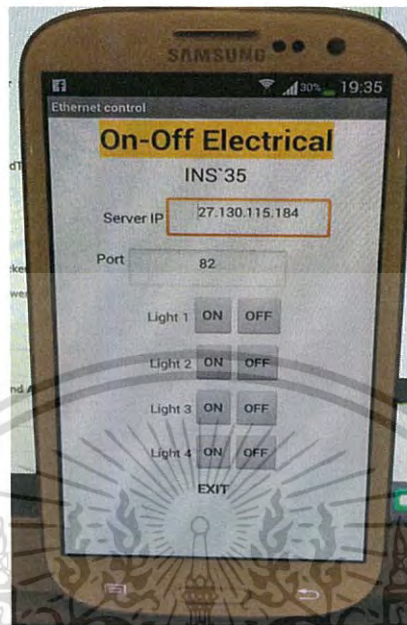 SAMSUNG
30% 19:35
Ethernet control
On-Off Electrical
INS`35
Server IP 27.130.115.184
Port 82
Light 1 ON OFF
Light 2 ON OFF
Light 3 ON OFF
Light 4 ON OFF
EXIT